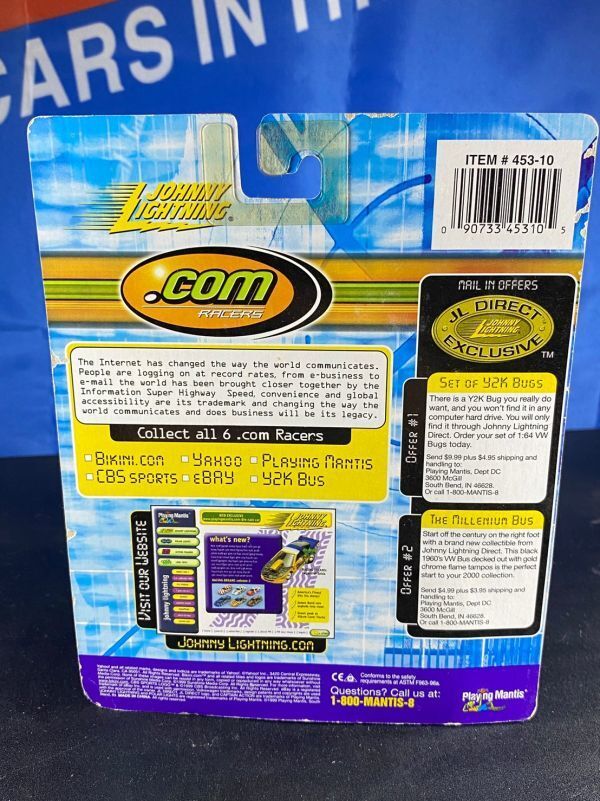 CARS IN
ITEM # 453-10
0 90733 45310 5
JOHNNY
LIGHTNING®
.COM
RACERS
The Internet has changed the way the world communicates.
People are logging on at record rates, from e-business to
e-mail the world has been brought closer together by the
Information Super Highway Speed, convenience and global
accessibility are its trademark and changing the way the
world communicates and does business will be its legacy.
Collect all 6 .com Racers
BIKINI.COM YAHOO PLAYING MANTIS
CBS SPORTS EBAY Y2K BUS
MAIL IN OFFERS
JL DIRECT
JOHNNY
LIGHTNING
EXCLUSIVE
TM
OFFER #1
SET OF Y2K BUGS
There is a Y2K Bug you really do
want, and you won't find it in any
computer hard drive. You will only
find it through Johnny Lightning
Direct. Order your set of 1:64 VW
Bugs today.
Send $9.99 plus $4.95 shipping and
handling to:
Playing Mantis, Dept DC
3600 McGill
South Bend, IN 46628.
Or call 1-800-MANTIS-8
OFFER #2
THE MILLENIUM BUS
Start off the century on the right foot
with a brand new collectible from
Johnny Lightning Direct. This black
1960's VW Bus decked out with gold
chrome flame tampos is the perfect
start to your 2000 collection.
Send $4.99 plus $3.95 shipping and
handling to:
Playing Mantis, Dept DC
3600 McGill
South Bend, IN 46628.
Or call 1-800-MANTIS-8
VISIT OUR WEBSITE
Playing Mantis
JOHNNY
LIGHTNING
what's new?
johnny lightning
JOHNNY LIGHTNING.COM
CE Conforms to the safety
requirements at ASTM F963-96a.
Questions? Call us at:
1-800-MANTIS-8
Playing Mantis